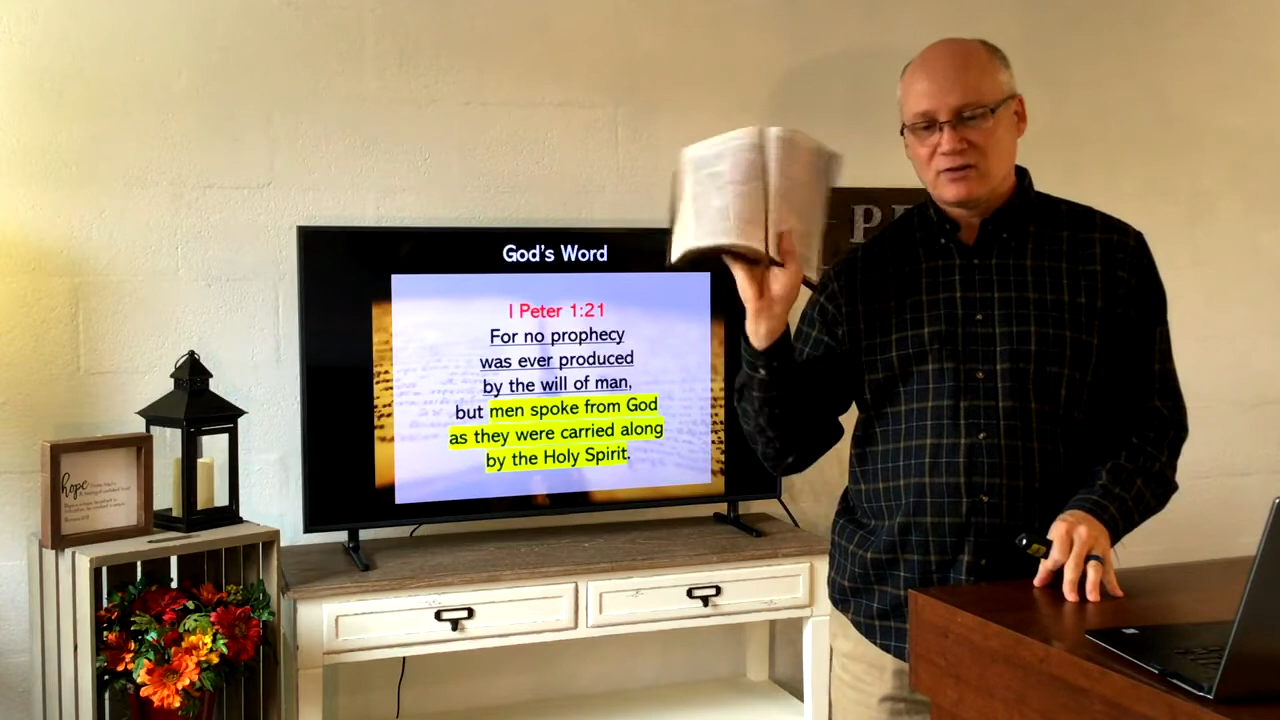 God's Word
I Peter 1:21
For no prophecy
was ever produced
by the will of man,
but men spoke from God
as they were carried along
by the Holy Spirit.
hope